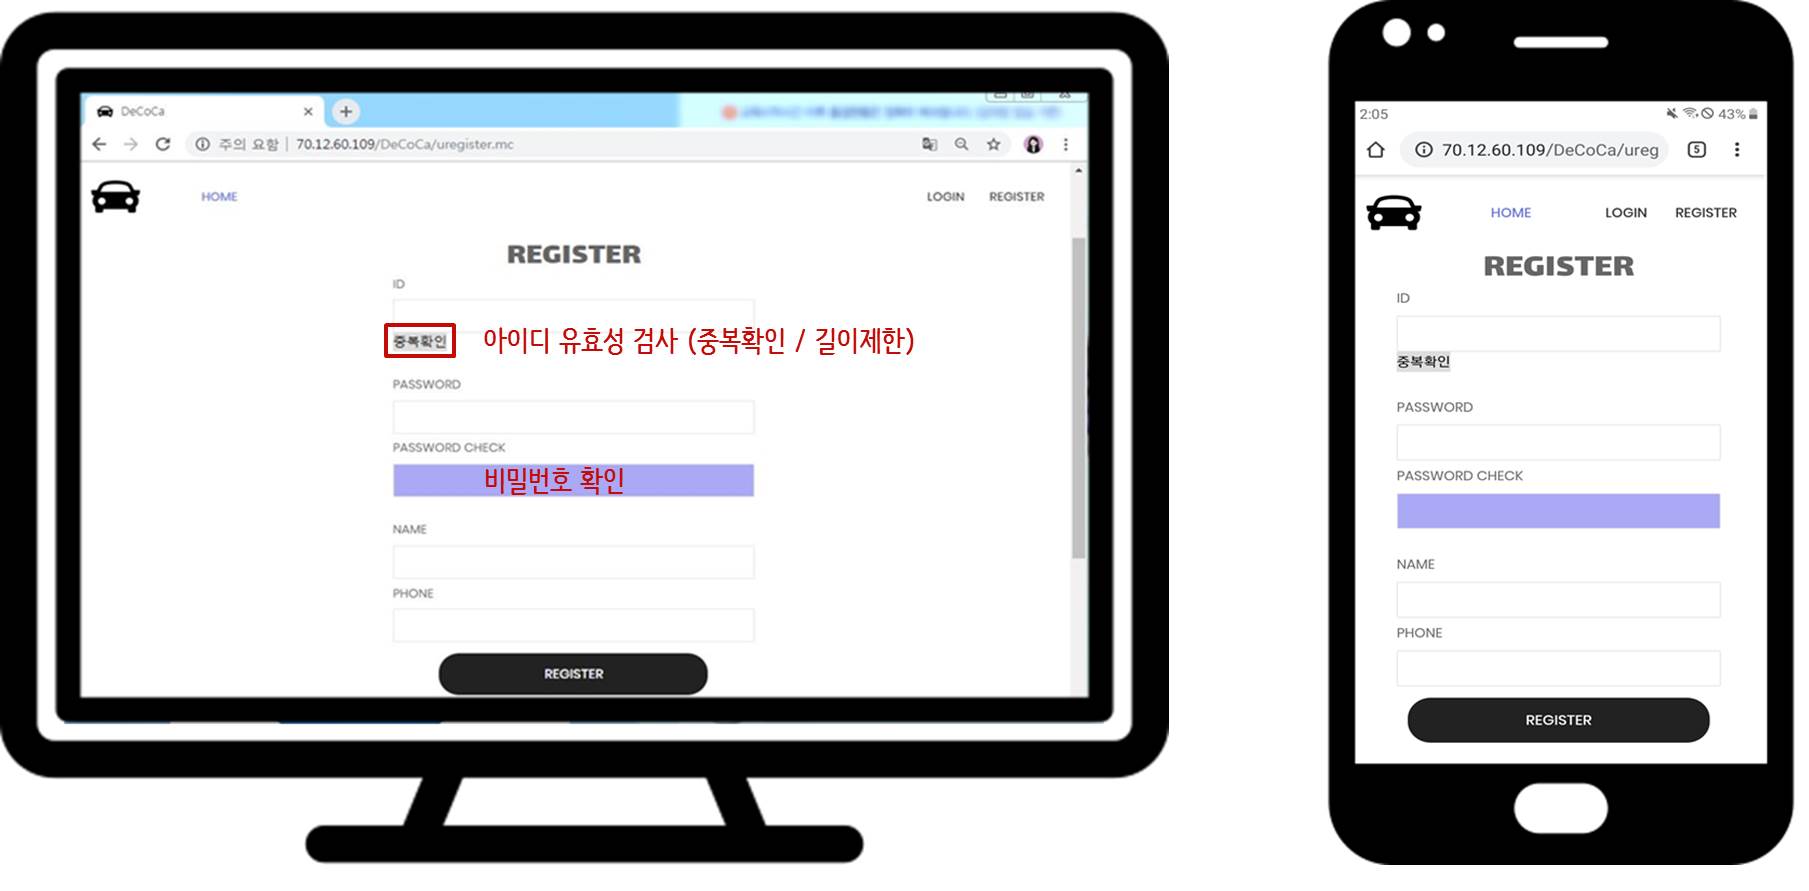 DeCoCa
주의 요함 | 70.12.60.109/DeCoCa/uregister.mc
HOME LOGIN REGISTER
REGISTER
ID
중복확인 아이디 유효성 검사 (중복확인 / 길이제한)
PASSWORD
PASSWORD CHECK
비밀번호 확인
NAME
PHONE
REGISTER
2:05 43%
70.12.60.109/DeCoCa/ureg 5
HOME LOGIN REGISTER
REGISTER
ID
중복확인
PASSWORD
PASSWORD CHECK
NAME
PHONE
REGISTER